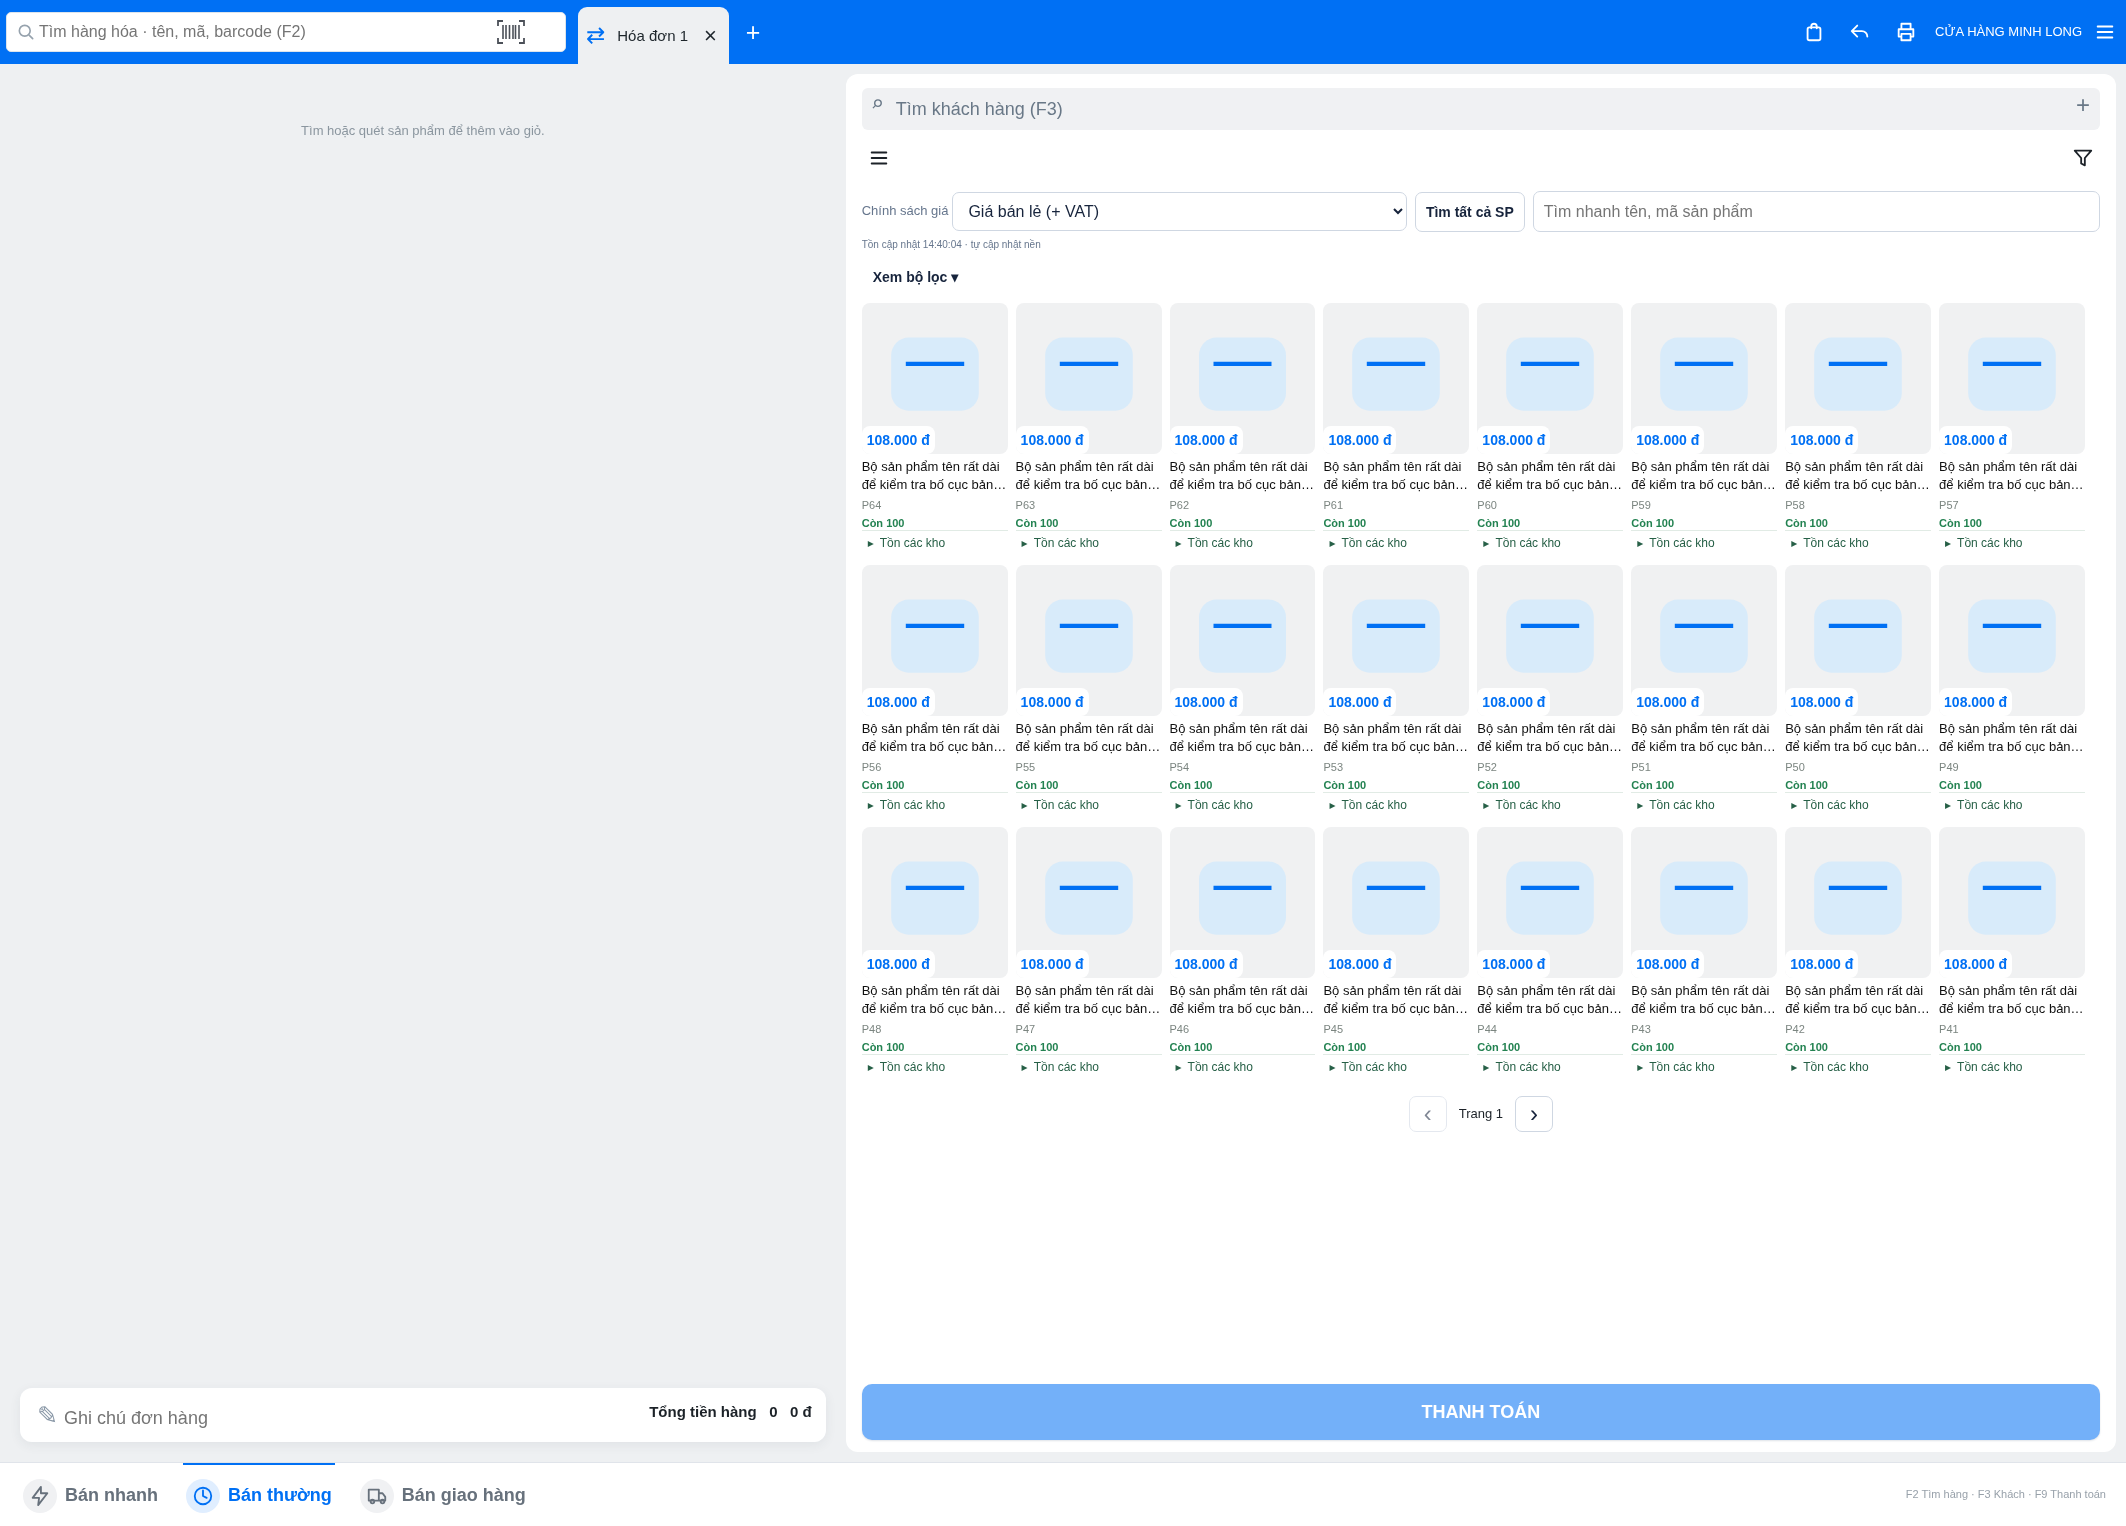 Tìm hàng hóa · tên, mã, barcode (F2)
Hóa đơn 1
CỬA HÀNG MINH LONG
Tìm hoặc quét sản phẩm để thêm vào giỏ.
Tìm khách hàng (F3)
Chính sách giá Giá bán lẻ (+ VAT) Tìm tất cả SP Tìm nhanh tên, mã sản phẩm
Tồn cập nhật 14:40:04 · tự cập nhật nền
Xem bộ lọc ▾
108.000 đ 108.000 đ 108.000 đ 108.000 đ 108.000 đ 108.000 đ 108.000 đ 108.000 đ
Bộ sản phẩm tên rất dài Bộ sản phẩm tên rất dài Bộ sản phẩm tên rất dài Bộ sản phẩm tên rất dài Bộ sản phẩm tên rất dài Bộ sản phẩm tên rất dài Bộ sản phẩm tên rất dài Bộ sản phẩm tên rất dài
để kiểm tra bố cục bản… để kiểm tra bố cục bản… để kiểm tra bố cục bản… để kiểm tra bố cục bản… để kiểm tra bố cục bản… để kiểm tra bố cục bản… để kiểm tra bố cục bản… để kiểm tra bố cục bản…
P64 P63 P62 P61 P60 P59 P58 P57
Còn 100 Còn 100 Còn 100 Còn 100 Còn 100 Còn 100 Còn 100 Còn 100
▸ Tồn các kho ▸ Tồn các kho ▸ Tồn các kho ▸ Tồn các kho ▸ Tồn các kho ▸ Tồn các kho ▸ Tồn các kho ▸ Tồn các kho
108.000 đ 108.000 đ 108.000 đ 108.000 đ 108.000 đ 108.000 đ 108.000 đ 108.000 đ
Bộ sản phẩm tên rất dài Bộ sản phẩm tên rất dài Bộ sản phẩm tên rất dài Bộ sản phẩm tên rất dài Bộ sản phẩm tên rất dài Bộ sản phẩm tên rất dài Bộ sản phẩm tên rất dài Bộ sản phẩm tên rất dài
để kiểm tra bố cục bản… để kiểm tra bố cục bản… để kiểm tra bố cục bản… để kiểm tra bố cục bản… để kiểm tra bố cục bản… để kiểm tra bố cục bản… để kiểm tra bố cục bản… để kiểm tra bố cục bản…
P56 P55 P54 P53 P52 P51 P50 P49
Còn 100 Còn 100 Còn 100 Còn 100 Còn 100 Còn 100 Còn 100 Còn 100
▸ Tồn các kho ▸ Tồn các kho ▸ Tồn các kho ▸ Tồn các kho ▸ Tồn các kho ▸ Tồn các kho ▸ Tồn các kho ▸ Tồn các kho
108.000 đ 108.000 đ 108.000 đ 108.000 đ 108.000 đ 108.000 đ 108.000 đ 108.000 đ
Bộ sản phẩm tên rất dài Bộ sản phẩm tên rất dài Bộ sản phẩm tên rất dài Bộ sản phẩm tên rất dài Bộ sản phẩm tên rất dài Bộ sản phẩm tên rất dài Bộ sản phẩm tên rất dài Bộ sản phẩm tên rất dài
để kiểm tra bố cục bản… để kiểm tra bố cục bản… để kiểm tra bố cục bản… để kiểm tra bố cục bản… để kiểm tra bố cục bản… để kiểm tra bố cục bản… để kiểm tra bố cục bản… để kiểm tra bố cục bản…
P48 P47 P46 P45 P44 P43 P42 P41
Còn 100 Còn 100 Còn 100 Còn 100 Còn 100 Còn 100 Còn 100 Còn 100
▸ Tồn các kho ▸ Tồn các kho ▸ Tồn các kho ▸ Tồn các kho ▸ Tồn các kho ▸ Tồn các kho ▸ Tồn các kho ▸ Tồn các kho
‹ Trang 1 ›
Ghi chú đơn hàng
Tổng tiền hàng 0 0 đ
THANH TOÁN
Bán nhanh Bán thường Bán giao hàng
F2 Tìm hàng · F3 Khách · F9 Thanh toán